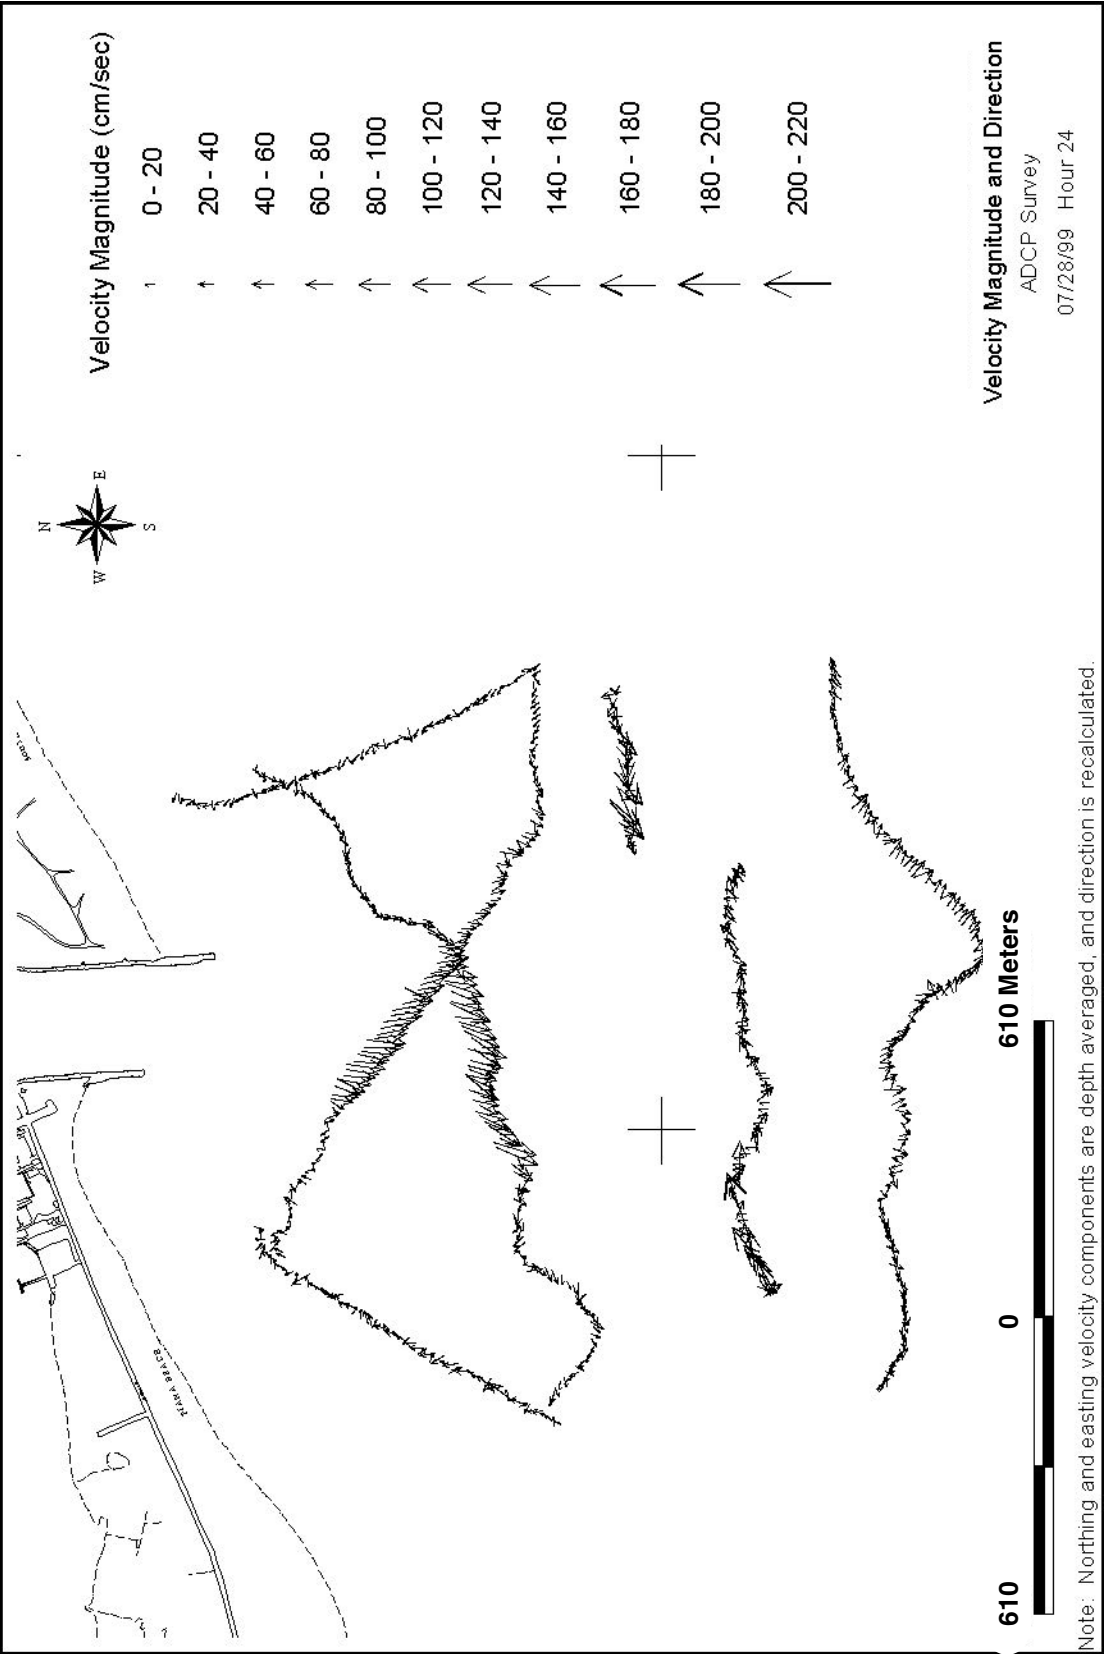 Velocity Magnitude (cm/sec)
0 - 20
20 - 40
40 - 60
60 - 80
80 - 100
100 - 120
120 - 140
140 - 160
160 - 180
180 - 200
200 - 220
N
W
E
S
Velocity Magnitude and Direction
ADCP Survey
07/28/99 Hour 24
610
0
610 Meters
Note: Northing and easting velocity components are depth averaged, and direction is recalculated.